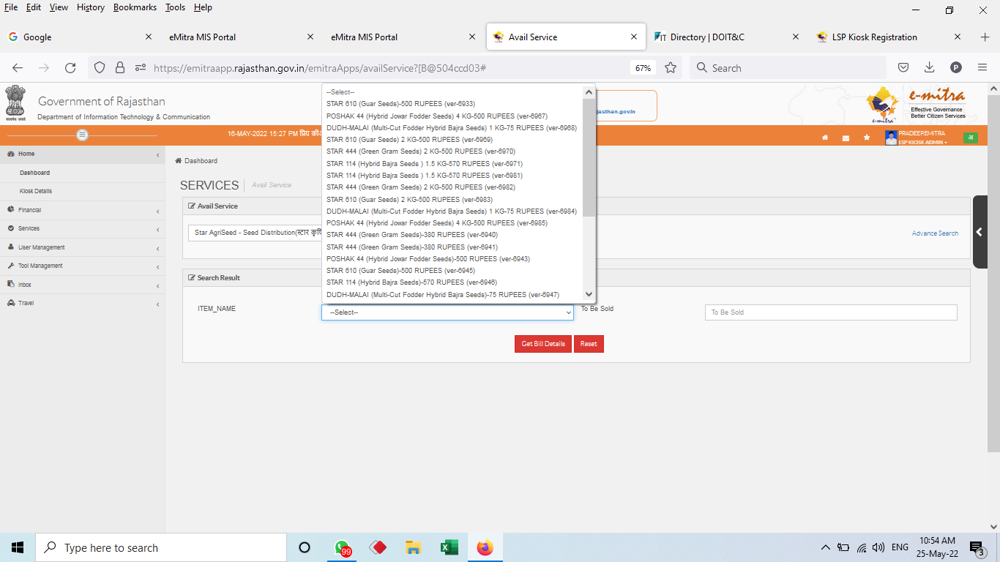 File Edit View History Bookmarks Tools Help
Google
eMitra MIS Portal
eMitra MIS Portal
Avail Service
Directory | DOIT&C
LSP Kiosk Registration
https://emitraapp.rajasthan.gov.in/emitraApps/availService?[B@504ccd03#
67%
Search
P
Government of Rajasthan
Department of Information Technology & Communication
jasthan.gov.in
e-mitra
e-mitra
Effective Governance
Better Citizen Services
16-MAY-2022 15:27 PM प्रिय
PRADEEP.EMITRA
LSP KIOSK ADMIN
अ
Home
Dashboard
Kiosk Details
Financial
Services
User Management
Tool Management
Inbox
Travel
Dashboard
SERVICES
Avail Service
Avail Service
Star AgriSeed - Seed Distribution(स्टार
Advance Search
Search Result
--Select--
STAR 610 (Guar Seeds)-500 RUPEES (ver-6933)
POSHAK 44 (Hybrid Jowar Fodder Seeds) 4 KG-500 RUPEES (ver-6967)
DUDH-MALAI (Multi-Cut Fodder Hybrid Bajra Seeds) 1 KG-75 RUPEES (ver-6968)
STAR 610 (Guar Seeds) 2 KG-500 RUPEES (ver-6969)
STAR 444 (Green Gram Seeds) 2 KG-500 RUPEES (ver-6970)
STAR 114 (Hybrid Bajra Seeds ) 1.5 KG-570 RUPEES (ver-6971)
STAR 114 (Hybrid Bajra Seeds ) 1.5 KG-570 RUPEES (ver-6981)
STAR 444 (Green Gram Seeds) 2 KG-500 RUPEES (ver-6982)
STAR 610 (Guar Seeds) 2 KG-500 RUPEES (ver-6983)
DUDH-MALAI (Multi-Cut Fodder Hybrid Bajra Seeds) 1 KG-75 RUPEES (ver-6984)
POSHAK 44 (Hybrid Jowar Fodder Seeds) 4 KG-500 RUPEES (ver-6985)
STAR 444 (Green Gram Seeds)-380 RUPEES (ver-6940)
STAR 444 (Green Gram Seeds)-380 RUPEES (ver-6941)
POSHAK 44 (Hybrid Jowar Fodder Seeds)-500 RUPEES (ver-6943)
STAR 610 (Guar Seeds)-500 RUPEES (ver-6945)
STAR 114 (Hybrid Bajra Seeds)-570 RUPEES (ver-6946)
DUDH-MALAI (Multi-Cut Fodder Hybrid Bajra Seeds)-75 RUPEES (ver-6947)
ITEM_NAME
--Select--
To Be Sold
To Be Sold
Get Bill Details
Reset
Type here to search
99
ENG
10:54 AM
25-May-22
3